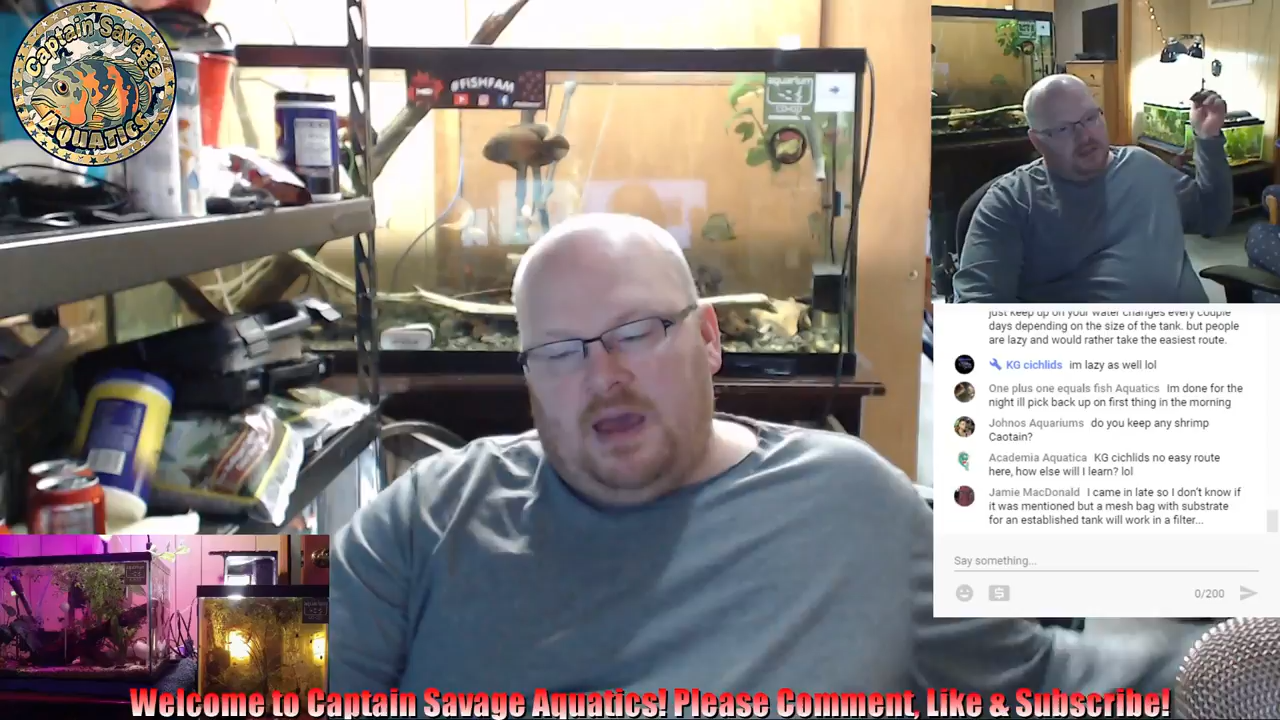 Captain Savage
AQUATICS
#FISHFAM
aquarium
co-op
just keep up on your water changes every couple
days depending on the size of the tank. but people
are lazy and would rather take the easiest route.
KG cichlids im lazy as well lol
One plus one equals fish Aquatics Im done for the
night ill pick back up on first thing in the morning
Johnos Aquariums do you keep any shrimp
Caotain?
Academia Aquatica KG cichlids no easy route
here, how else will I learn? lol
Jamie MacDonald I came in late so I don't know if
it was mentioned but a mesh bag with substrate
for an established tank will work in a filter...
Say something...
0/200
Welcome to Captain Savage Aquatics! Please Comment, Like & Subscribe!